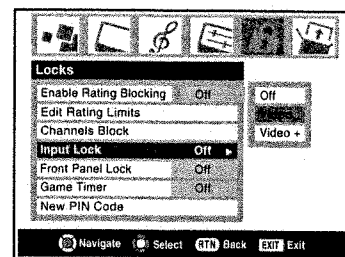 Locks
Enable Rating Blocking Off
Edit Rating Limits
Channels Block
Input Lock Off
Front Panel Lock Off
Game Timer Off
New PIN Code
Off
Video +
Navigate Select RTN Back EXIT Exit